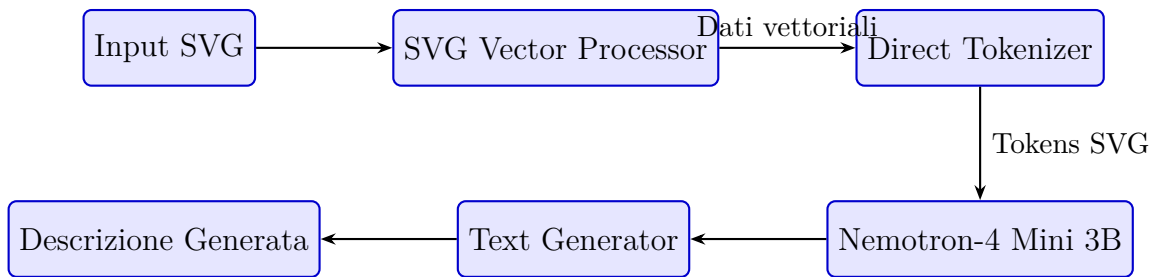 Input SVG
SVG Vector Processor
Dati vettoriali
Direct Tokenizer
Tokens SVG
Descrizione Generata
Text Generator
Nemotron-4 Mini 3B